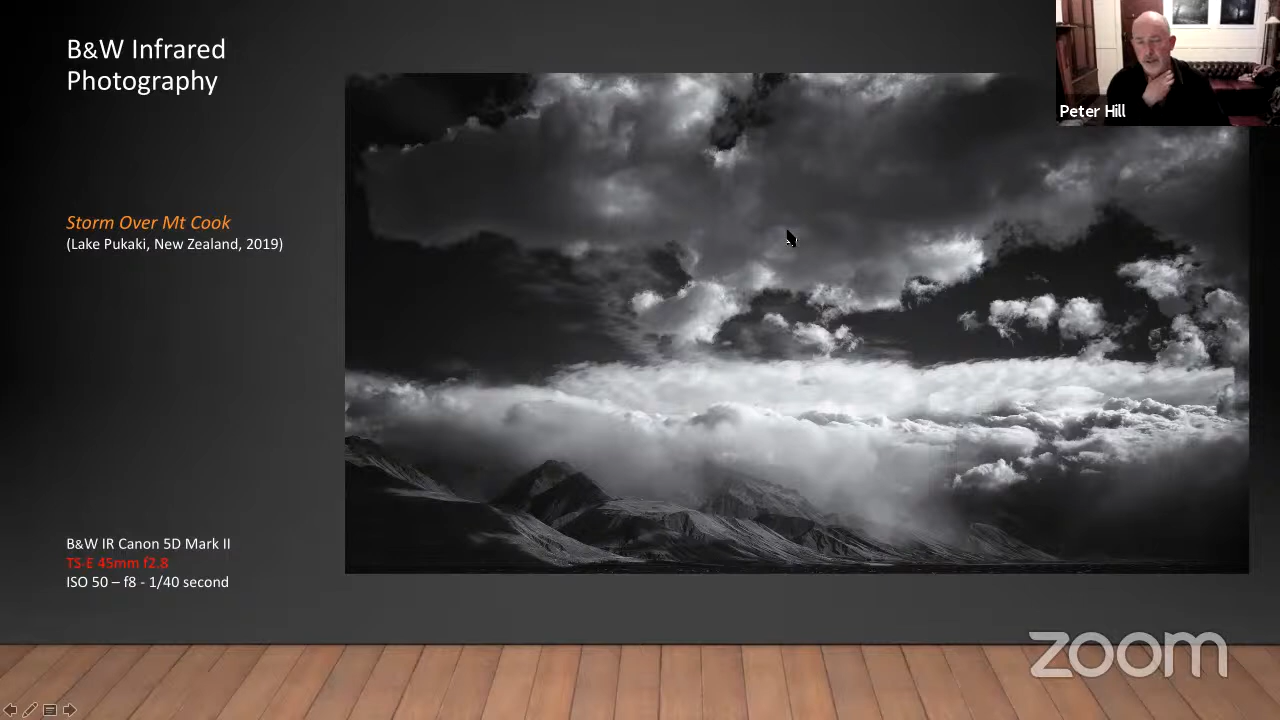 B&W Infrared
Photography
Peter Hill
Storm Over Mt Cook
(Lake Pukaki, New Zealand, 2019)
B&W IR Canon 5D Mark II
TS-E 45mm f2.8
ISO 50 – f8 - 1/40 second
zoom